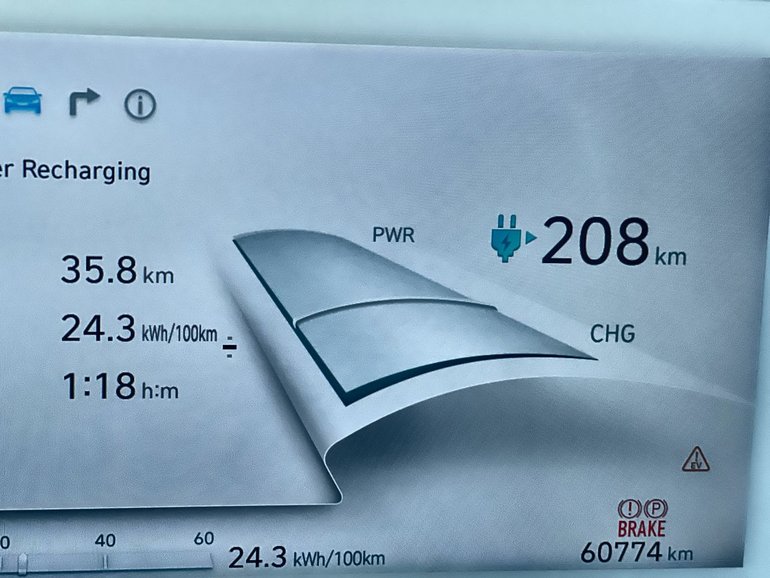 er Recharging
PWR
208 km
35.8 km
24.3 kWh/100km
CHG
1:18 h:m
EV
BRAKE
0 40 60
24.3 kWh/100km
60774 km